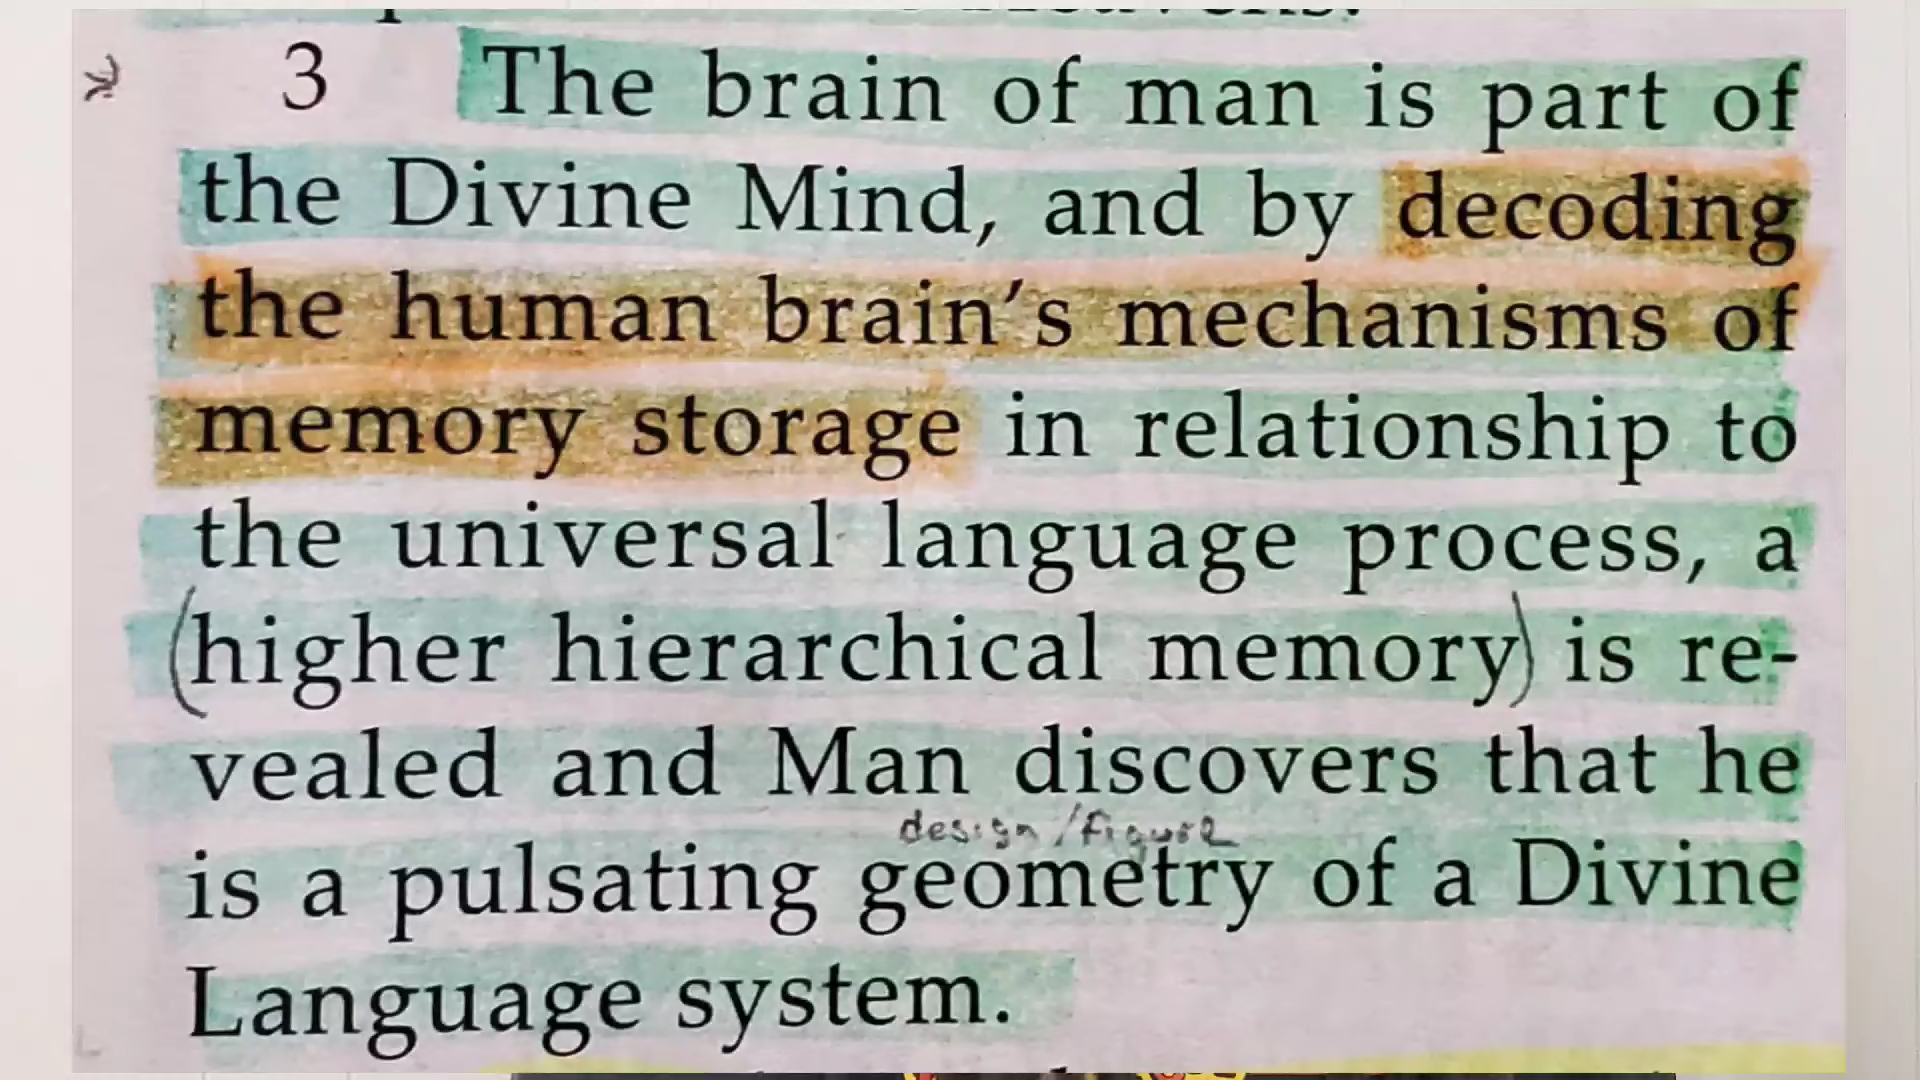 3 The brain of man is part of
the Divine Mind, and by decoding
the human brain's mechanisms of
memory storage in relationship to
the universal language process, a
(higher hierarchical memory) is re-
vealed and Man discovers that he
design/figure
is a pulsating geometry of a Divine
Language system.